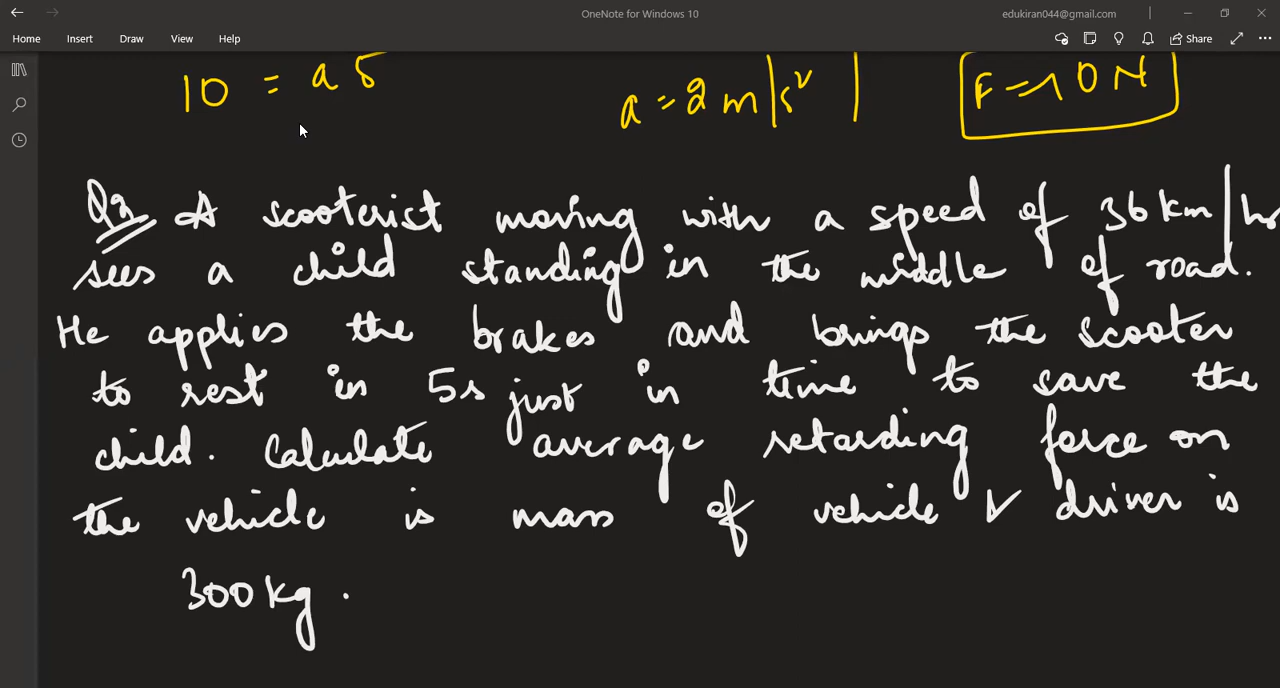 OneNote for Windows 10
edukiran044@gmail.com
Home Insert Draw View Help Share
10 = a 5
a = 2 m/s²
F = 10 N
Q3 A scooterist moving with a speed of 36 km/hr
sees a child standing in the middle of road.
He applies the brakes and brings the scooter
to rest in 5s just in time to save the
child. Calculate average retarding force on
the vehicle is mass of vehicle & driver is
300 kg.